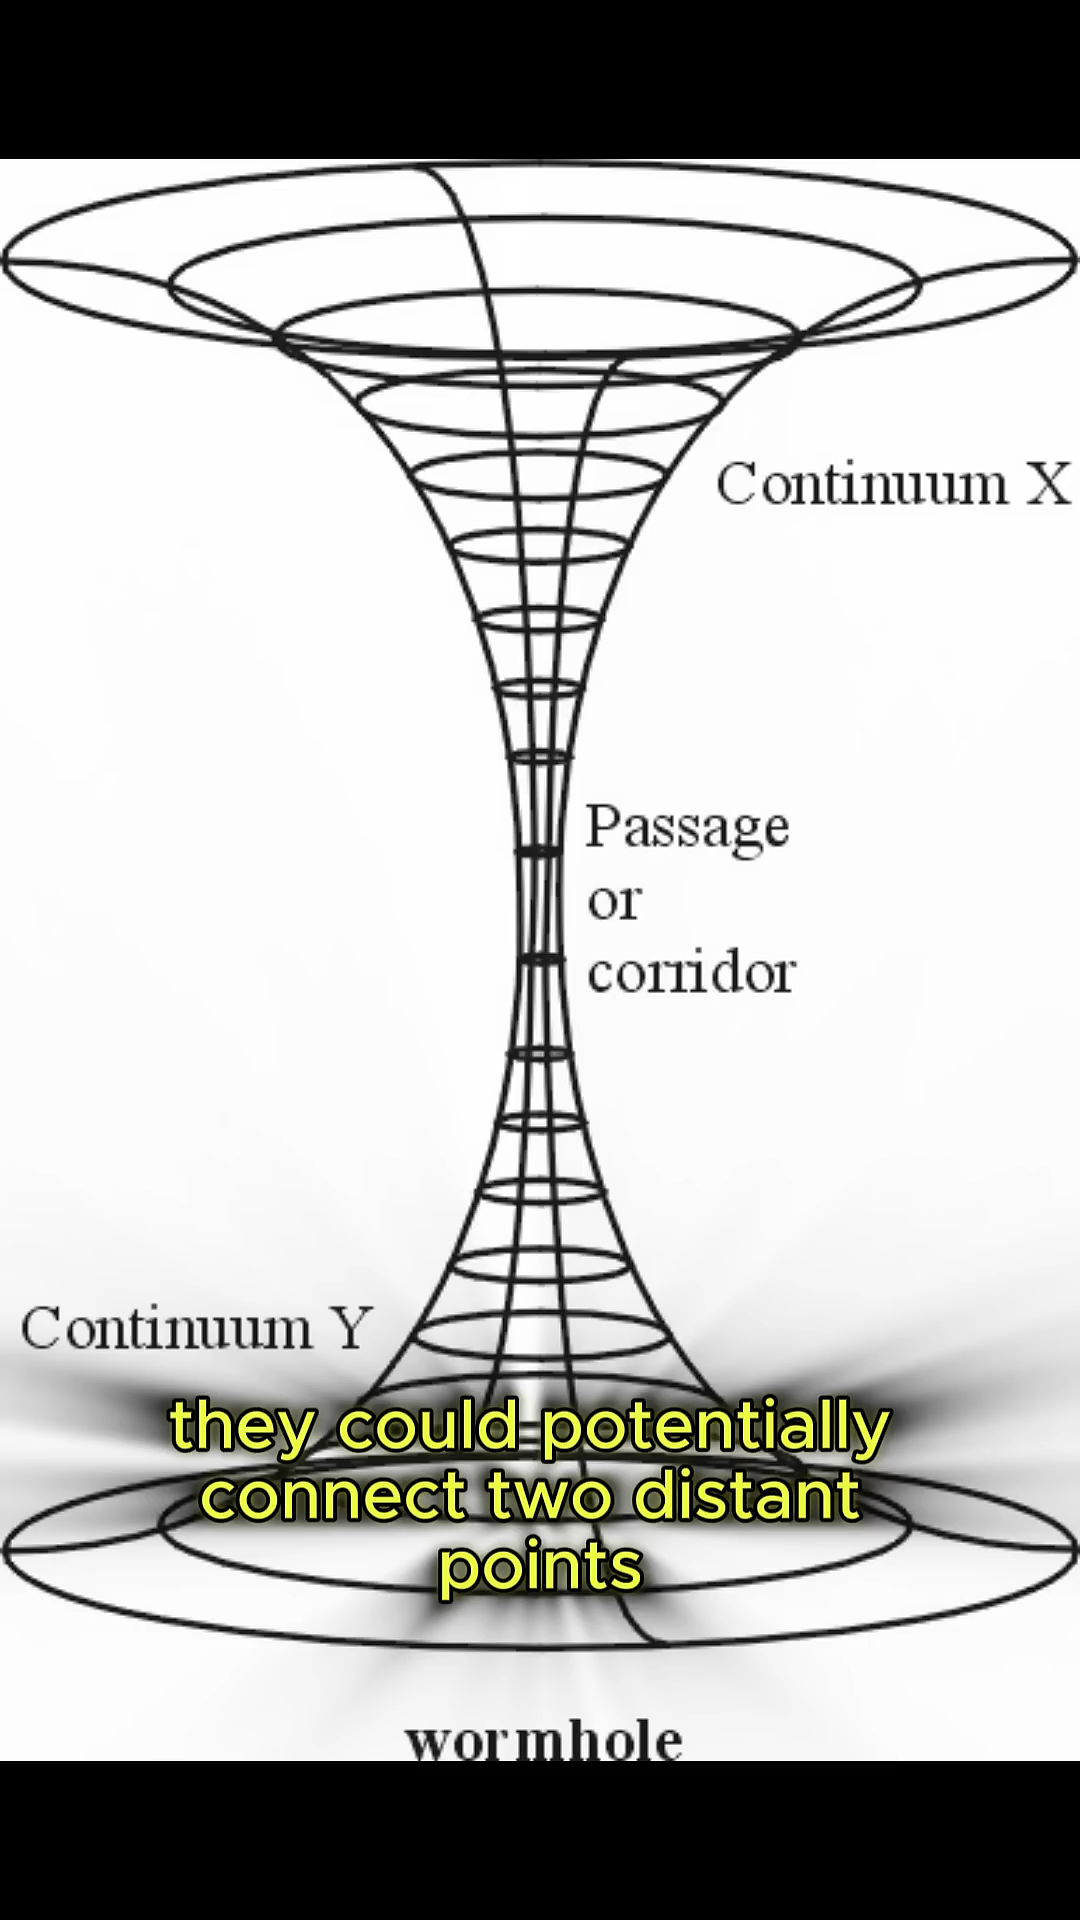 Continuum X
Passage
or
corridor
Continuum Y
they could potentially
connect two distant
points
wormhole